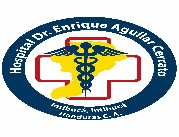 Hospital Dr. Enrique Aguilar Cerrato
Intibucá, Intibucá
Honduras C. A.